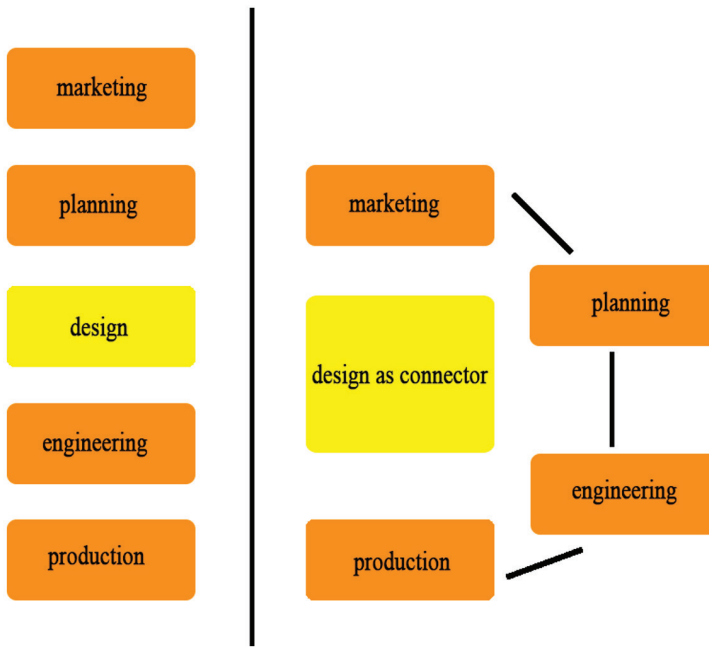 marketing
planning
design
engineering
production
marketing
planning
design as connector
engineering
production